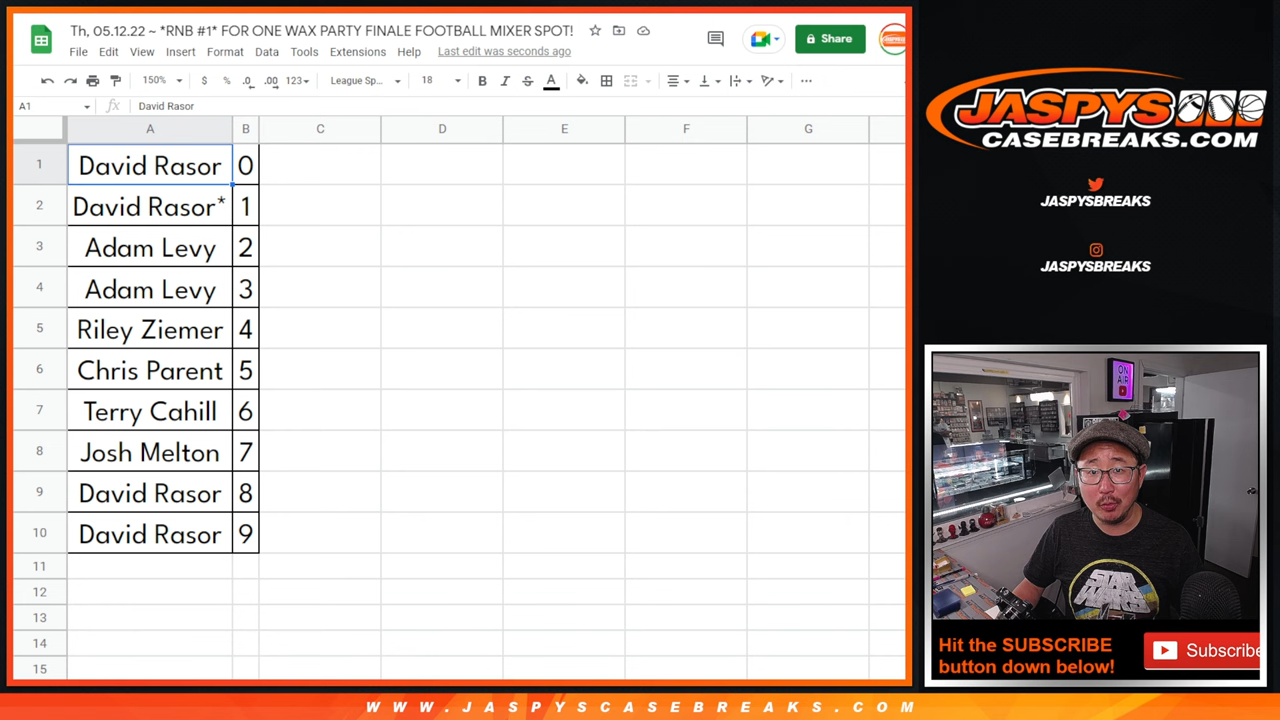 Th, 05.12.22 ~ *RNB #1* FOR ONE WAX PARTY FINALE FOOTBALL MIXER SPOT!
File Edit View Insert Format Data Tools Extensions Help Last edit was seconds ago
Share
150% $ % .0 .00 123 League Sp... 18 B I S A
A1 fx David Rasor
A B C D E F G
1 David Rasor 0
2 David Rasor* 1
3 Adam Levy 2
4 Adam Levy 3
5 Riley Ziemer 4
6 Chris Parent 5
7 Terry Cahill 6
8 Josh Melton 7
9 David Rasor 8
10 David Rasor 9
11
12
13
14
15
JASPYS
CASEBREAKS.COM
JASPYSBREAKS
JASPYSBREAKS
ON
AIR
STAR
WARS
Hit the SUBSCRIBE
button down below!
Subscribe
WWW.JASPYSCASEBREAKS.COM